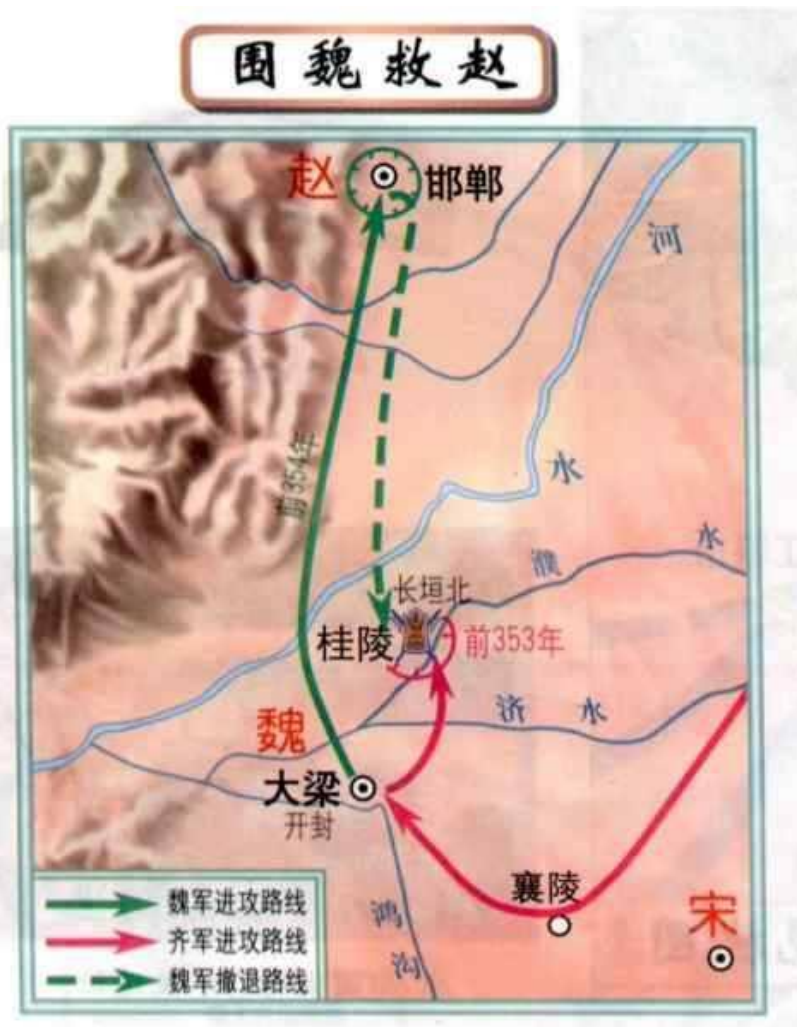 围魏救赵
赵
邯郸
河
前354年
水
濮
水
长垣北
桂陵
前353年
济水
魏
大梁
开封
襄陵
宋
鸿
沟
魏军进攻路线
齐军进攻路线
魏军撤退路线